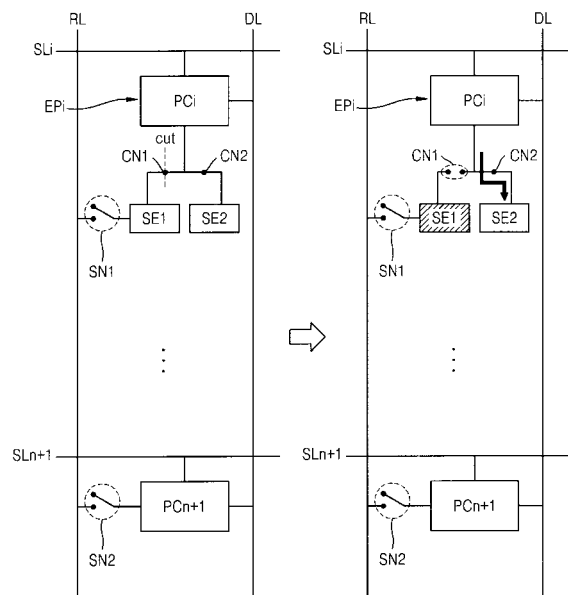 RL DL RL DL
SLi SLi
PCi PCi
EPi EPi
cut
CN1 CN2 CN1 CN2
SE1 SE2 SE1 SE2
SN1 SN1
SLn+1 SLn+1
PCn+1 PCn+1
SN2 SN2